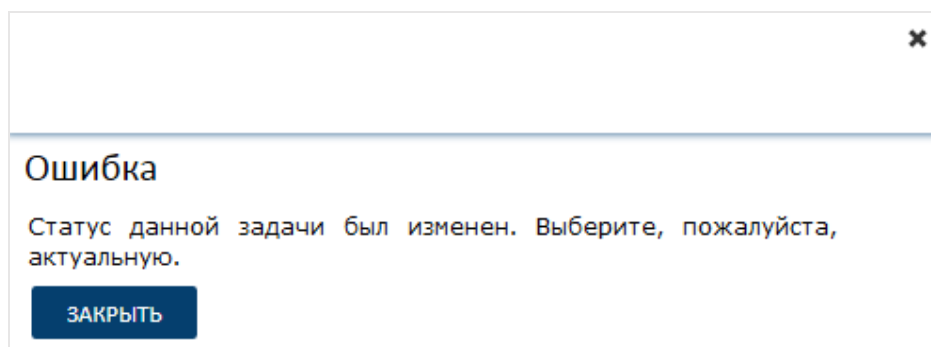 Ошибка
Статус данной задачи был изменен. Выберите, пожалуйста,
актуальную.
ЗАКРЫТЬ